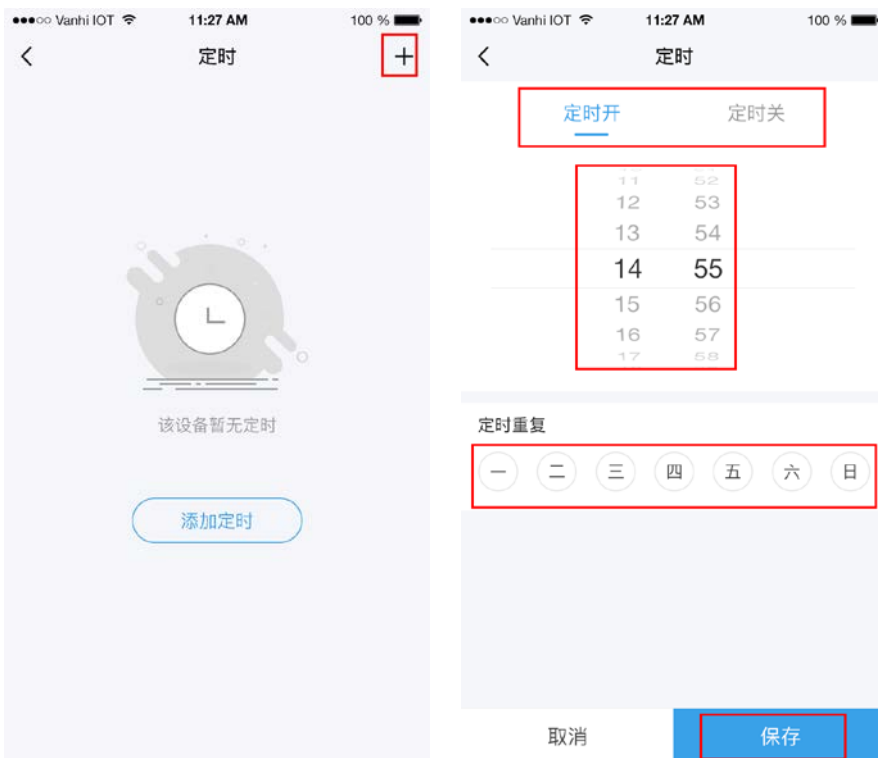 Vanhi IOT 11:27 AM 100 %
定时
+
该设备暂无定时
添加定时
Vanhi IOT 11:27 AM 100 %
定时
定时开 定时关
11 52
12 53
13 54
14 55
15 56
16 57
17 58
定时重复
一 二 三 四 五 六 日
取消 保存